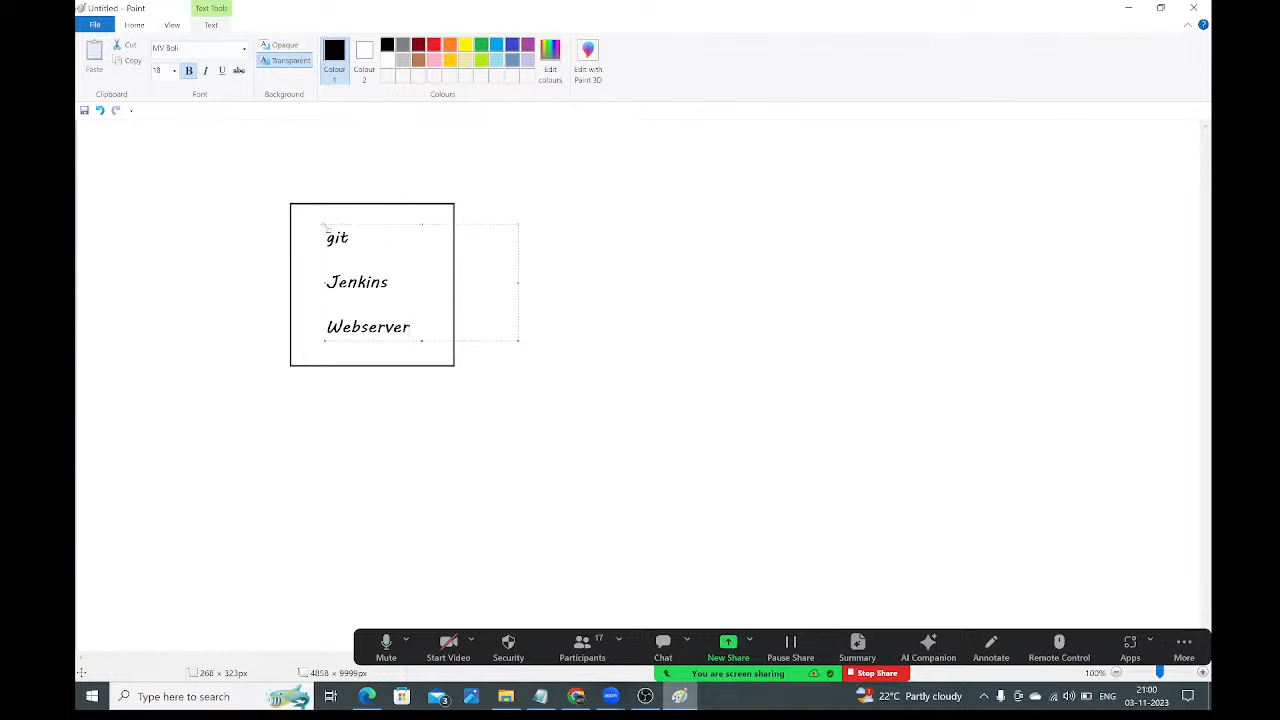 Untitled - Paint
Text Tools
File
Home
View
Text
Paste
Cut
Copy
Clipboard
MV Boli
18
B
I
U
abc
Font
Opaque
Transparent
Background
Colour 1
Colour 2
Edit colours
Colours
Edit with Paint 3D
git
Jenkins
Webserver
Mute
Start Video
Security
Participants
17
Chat
New Share
Pause Share
Summary
AI Companion
Annotate
Remote Control
Apps
More
You are screen sharing
Stop Share
268 × 323px
4858 × 9999px
100%
Type here to search
3
zoom
1
22°C Partly cloudy
ENG
21:00
03-11-2023